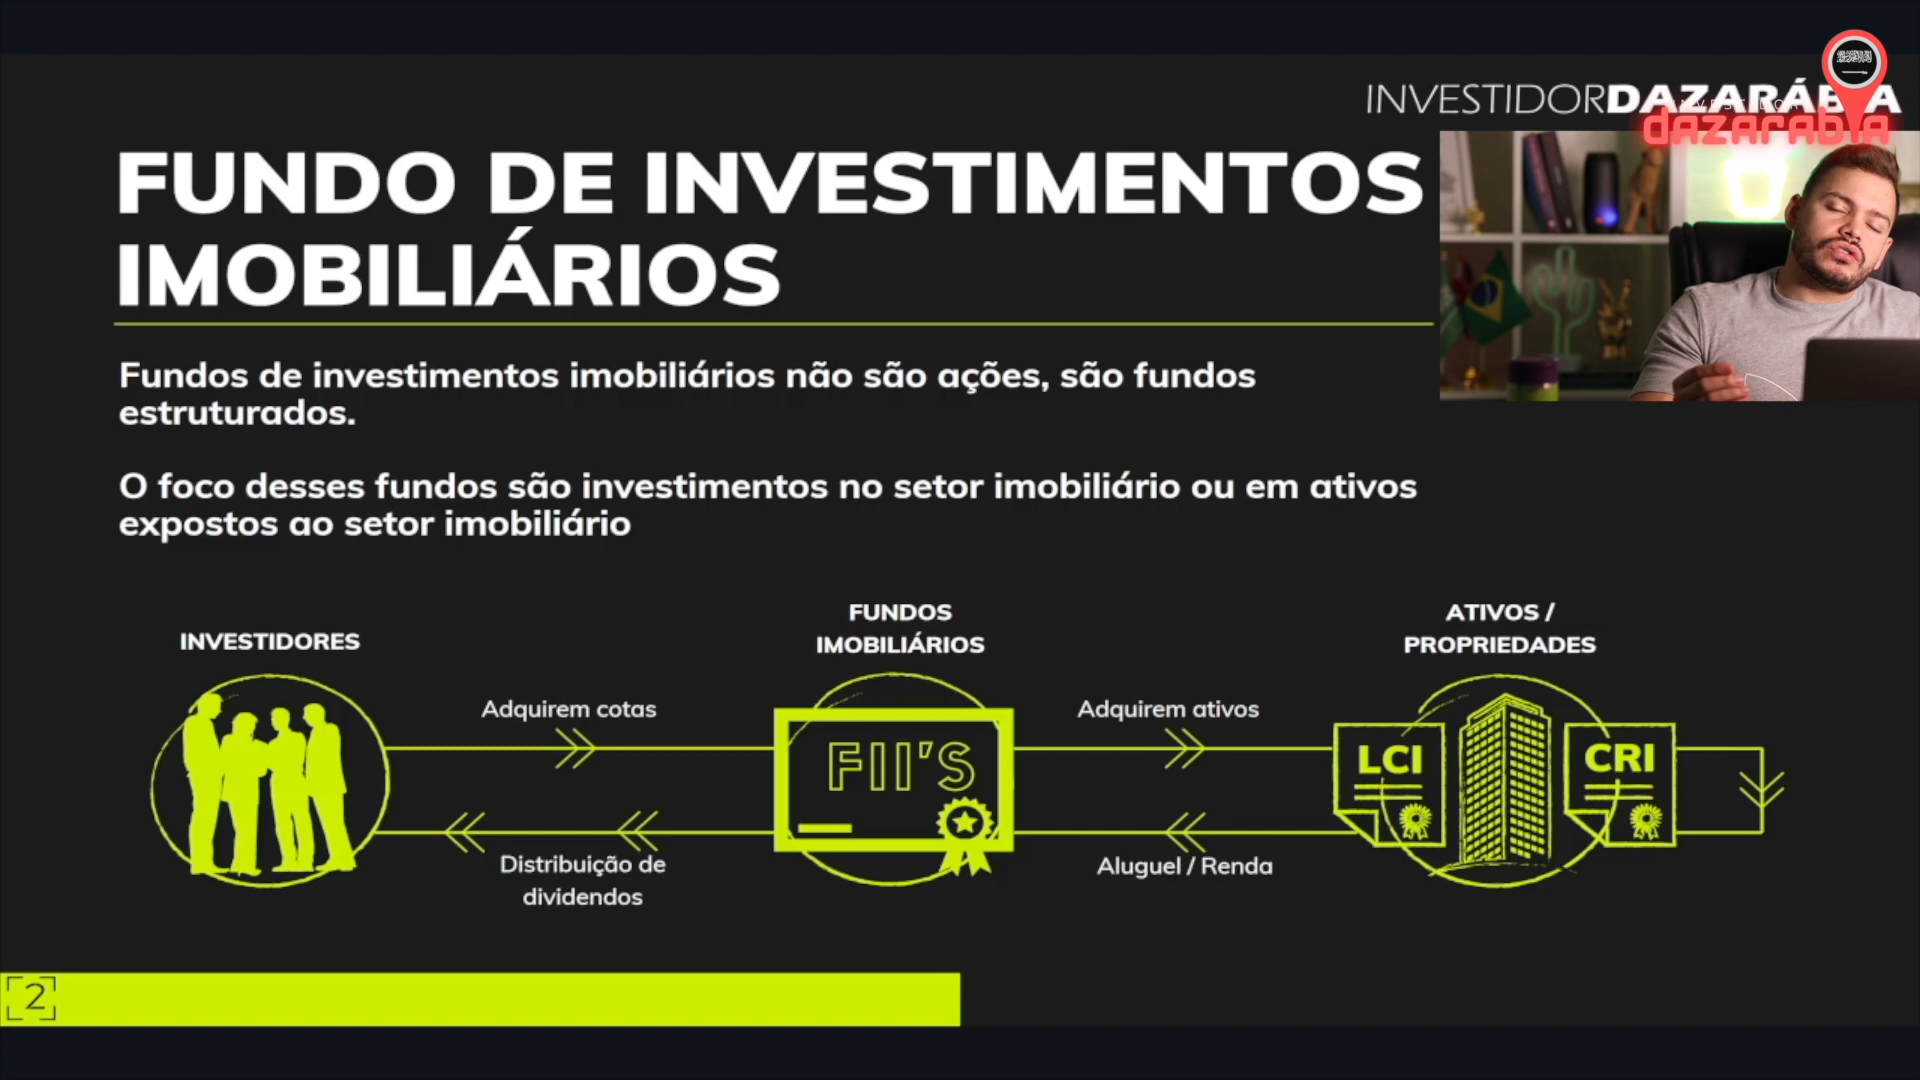 INVESTIDORDAZARÁBIA
dazarabia
FUNDO DE INVESTIMENTOS
IMOBILIÁRIOS
Fundos de investimentos imobiliários não são ações, são fundos
estruturados.
O foco desses fundos são investimentos no setor imobiliário ou em ativos
expostos ao setor imobiliário
INVESTIDORES
FUNDOS
IMOBILIÁRIOS
ATIVOS /
PROPRIEDADES
Adquirem cotas
Adquirem ativos
FII'S
LCI
CRI
Distribuição de
dividendos
Aluguel / Renda
2